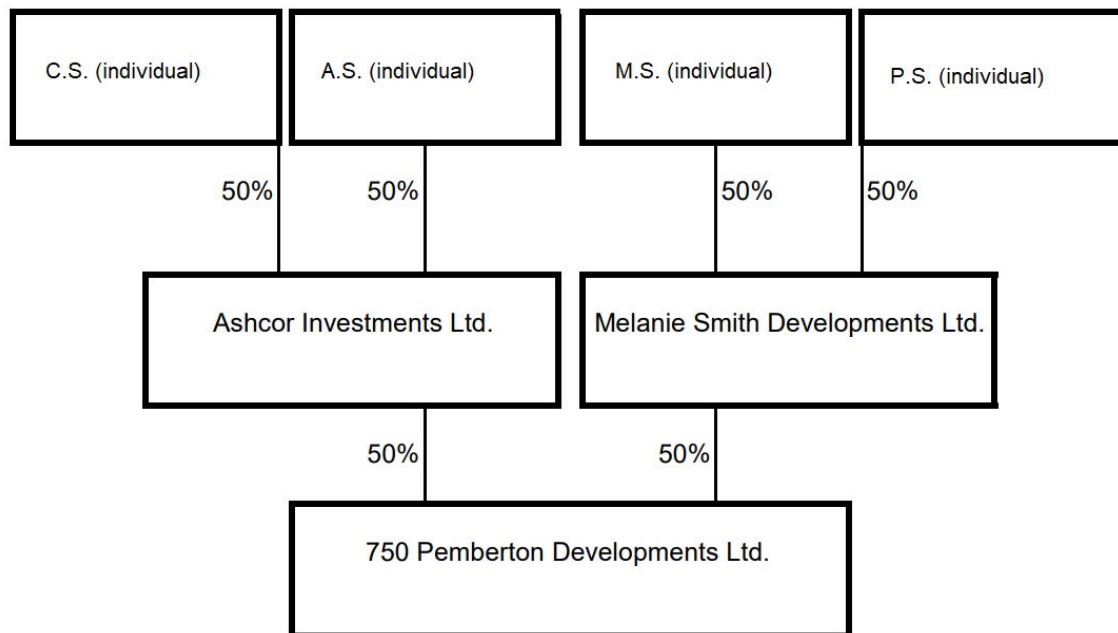 C.S. (individual)
A.S. (individual)
M.S. (individual)
P.S. (individual)
50%
50%
50%
50%
Ashcor Investments Ltd.
Melanie Smith Developments Ltd.
50%
50%
750 Pemberton Developments Ltd.